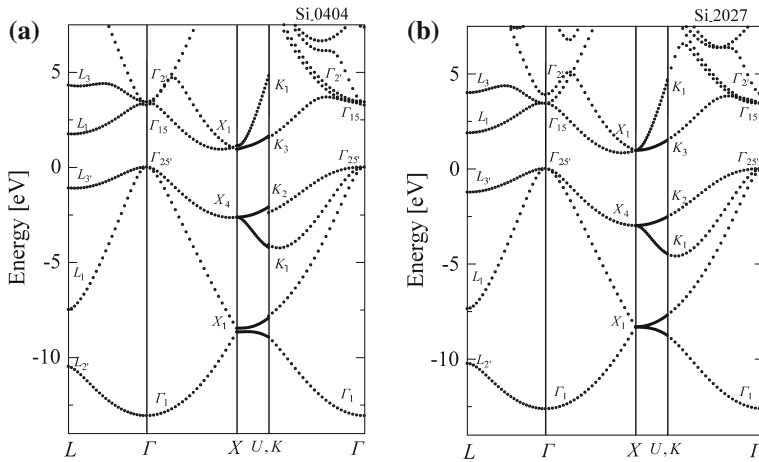 (a)
Si_0404
Energy [eV]
5
0
-5
-10
L3
L1
L3'
L1
L2'
Γ2'
Γ15
Γ25'
Γ1
X1
X4
X1
K1
K3
K2
K1
Γ2'
Γ15
Γ25'
Γ1
L Γ X U, K Γ
(b)
Si_2027
Energy [eV]
5
0
-5
-10
L3
L1
L3'
L1
L2'
Γ2'
Γ15
Γ25'
Γ1
X1
X4
X1
K1
K3
K2
K1
Γ2'
Γ15
Γ25'
Γ1
L Γ X U, K Γ